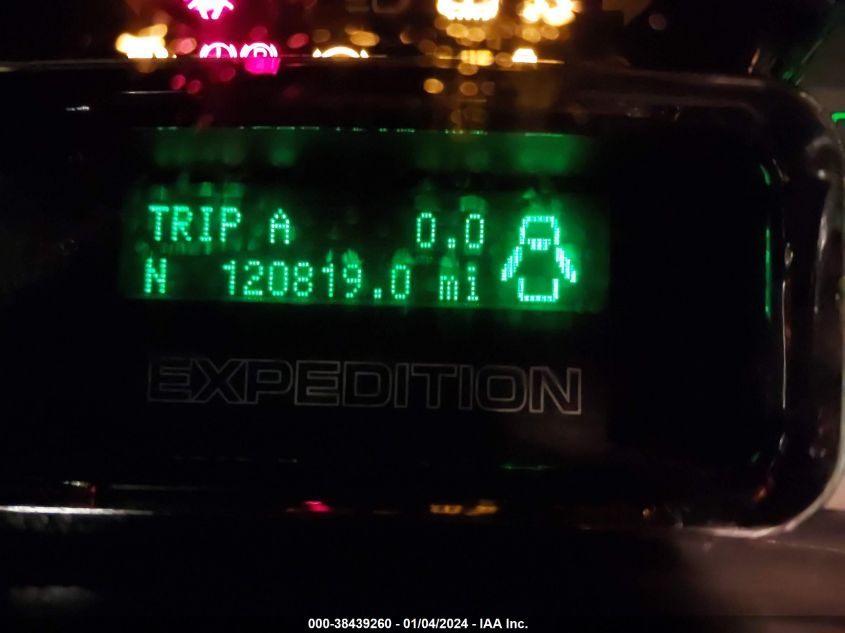 TRIP A 0.0
N 120819.0 mi
EXPEDITION
000-38439260 - 01/04/2024 - IAA Inc.